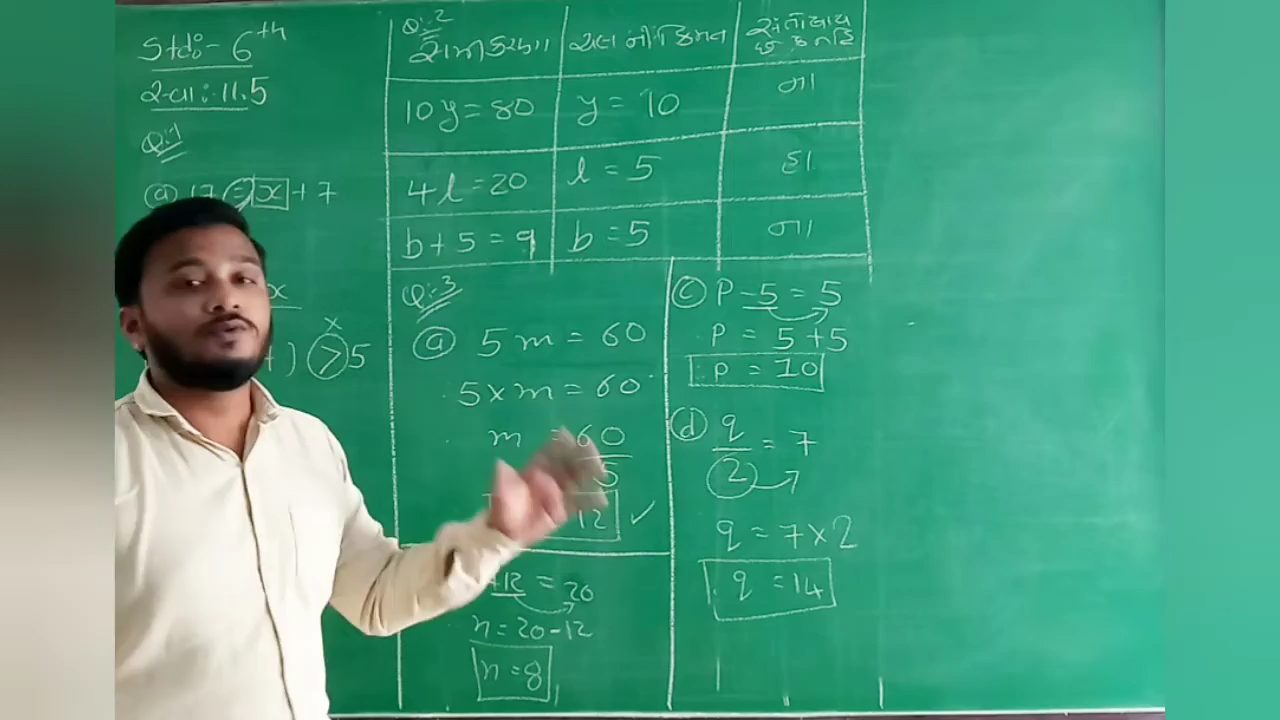 Std:- 6th
સ્વા :- 11.5
Q:-1
(a) 17 = x + 7
x
) > 5
x
Q:-2
સમીકરણ ચલ ની કિંમત સંતોષાય છે કે નહિ
10y = 80 y = 10 ના
4l = 20 l = 5 હા
b + 5 = 9 b = 5 ના
Q:-3
(a) 5m = 60
5 x m = 60
m = 60
5
12 ✓
+12 = 20
n = 20 - 12
n = 8
(c) P - 5 = 5
P = 5 + 5
P = 10
(d) q
= 7
2
q = 7 x 2
q = 14